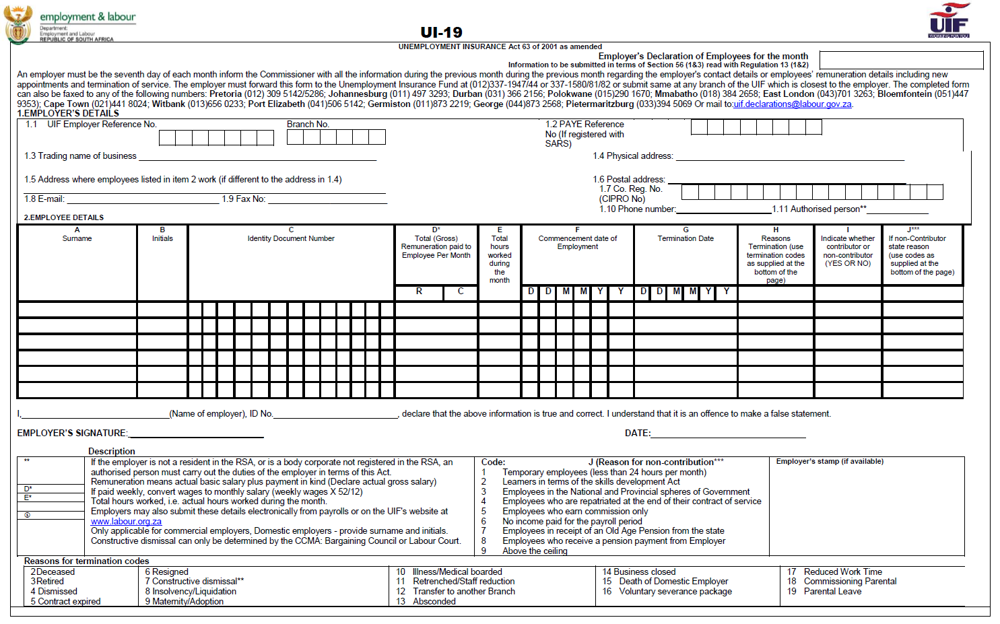 employment & labour
Department:
Employment and Labour
REPUBLIC OF SOUTH AFRICA
UIF
WORKING FOR YOU
UI-19
UNEMPLOYMENT INSURANCE Act 63 of 2001 as amended
Employer's Declaration of Employees for the month
Information to be submitted in terms of Section 56 (1&3) read with Regulation 13 (1&2)
An employer must be the seventh day of each month inform the Commissioner with all the information during the previous month during the previous month regarding the employer's contact details or employees' remuneration details including new
appointments and termination of service. The employer must forward this form to the Unemployment Insurance Fund at (012)337-1947/44 or 337-1580/81/82 or submit same at any branch of the UIF which is closest to the employer. The completed form
can also be faxed to any of the following numbers: Pretoria (012) 309 5142/5286; Johannesburg (011) 497 3293; Durban (031) 366 2156; Polokwane (015)290 1670; Mmabatho (018) 384 2658; East London (043)701 3263; Bloemfontein (051)447
9353); Cape Town (021)441 8024; Witbank (013)656 0233; Port Elizabeth (041)506 5142; Germiston (011)873 2219; George (044)873 2568; Pietermaritzburg (033)394 5069 Or mail to:uif.declarations@labour.gov.za.
1.EMPLOYER'S DETAILS
1.1 UIF Employer Reference No. Branch No. 1.2 PAYE Reference
No (If registered with
SARS)
1.3 Trading name of business 1.4 Physical address:
1.5 Address where employees listed in item 2 work (if different to the address in 1.4) 1.6 Postal address:
1.7 Co. Reg. No.
(CIPRO No)
1.8 E-mail: 1.9 Fax No:
1.10 Phone number: 1.11 Authorised person**
2.EMPLOYEE DETAILS
A
Surname
B
Initials
C
Identity Document Number
D*
Total (Gross)
Remuneration paid to
Employee Per Month
E
Total
hours
worked
during
the
month
F
Commencement date of
Employment
G
Termination Date
H
Reasons
Termination (use
termination codes
as supplied at the
bottom of the
page)
I
Indicate whether
contributor or
non-contributor
(YES OR NO)
J***
If non-Contributor
state reason
(use codes as
supplied at the
bottom of the page)
R C D D M M Y Y D D M M Y Y
I, (Name of employer), ID No. , declare that the above information is true and correct. I understand that it is an offence to make a false statement.
EMPLOYER'S SIGNATURE: DATE:
Description
** If the employer is not a resident in the RSA, or is a body corporate not registered in the RSA, an
authorised person must carry out the duties of the employer in terms of this Act.
Remuneration means actual basic salary plus payment in kind (Declare actual gross salary)
D* If paid weekly, convert wages to monthly salary (weekly wages X 52/12)
E* Total hours worked, i.e. actual hours worked during the month.
Employers may also submit these details electronically from payrolls or on the UIF's website at
www.labour.org.za
Only applicable for commercial employers, Domestic employers - provide surname and initials.
Constructive dismissal can only be determined by the CCMA: Bargaining Council or Labour Court.
Code: J (Reason for non-contribution***
1 Temporary employees (less than 24 hours per month)
2 Learners in terms of the skills development Act
3 Employees in the National and Provincial spheres of Government
4 Employees who are repatriated at the end of their contract of service
5 Employees who earn commission only
6 No income paid for the payroll period
7 Employees in receipt of an Old Age Pension from the state
8 Employees who receive a pension payment from Employer
9 Above the ceiling
Employer's stamp (if available)
Reasons for termination codes
2 Deceased
3 Retired
4 Dismissed
5 Contract expired
6 Resigned
7 Constructive dismissal**
8 Insolvency/Liquidation
9 Maternity/Adoption
10 Illness/Medical boarded
11 Retrenched/Staff reduction
12 Transfer to another Branch
13 Absconded
14 Business closed
15 Death of Domestic Employer
16 Voluntary severance package
17 Reduced Work Time
18 Commissioning Parental
19 Parental Leave